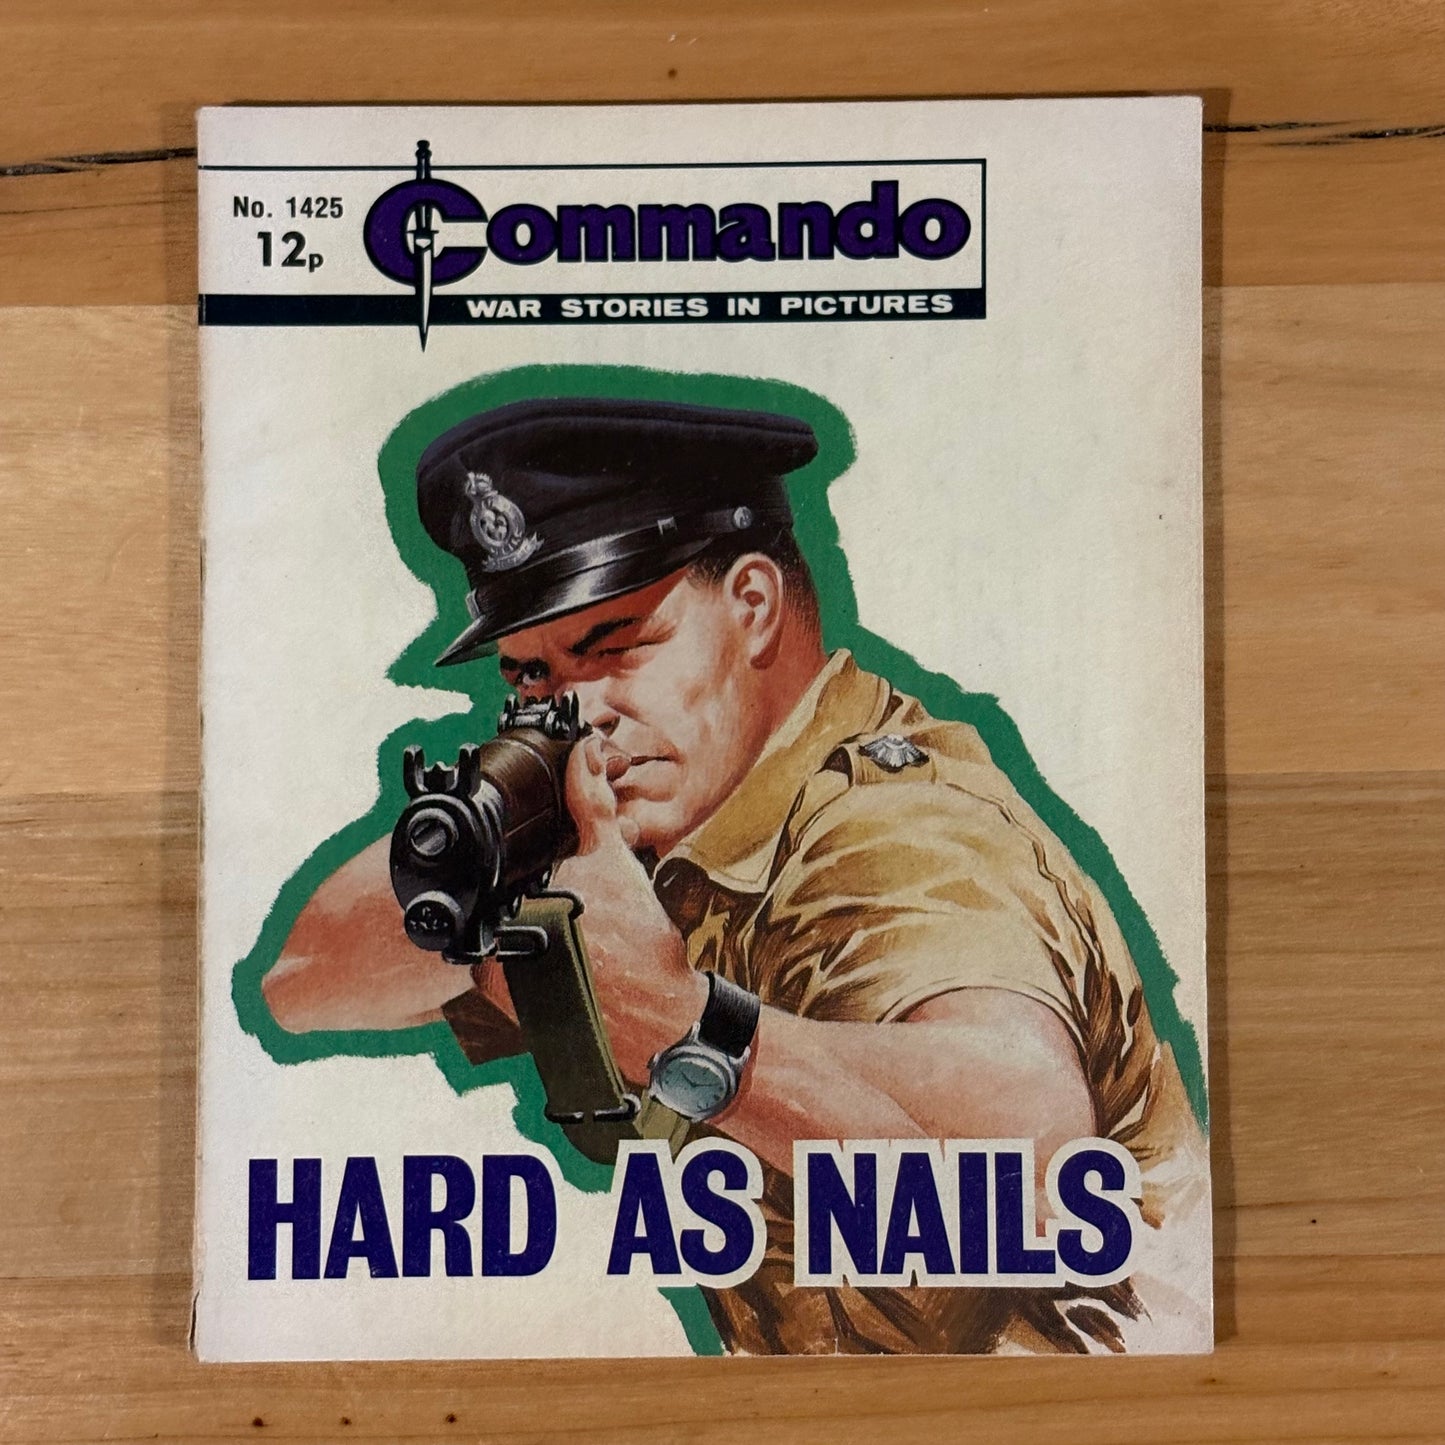 No. 1425
12p
Commando
WAR STORIES IN PICTURES
HARD AS NAILS